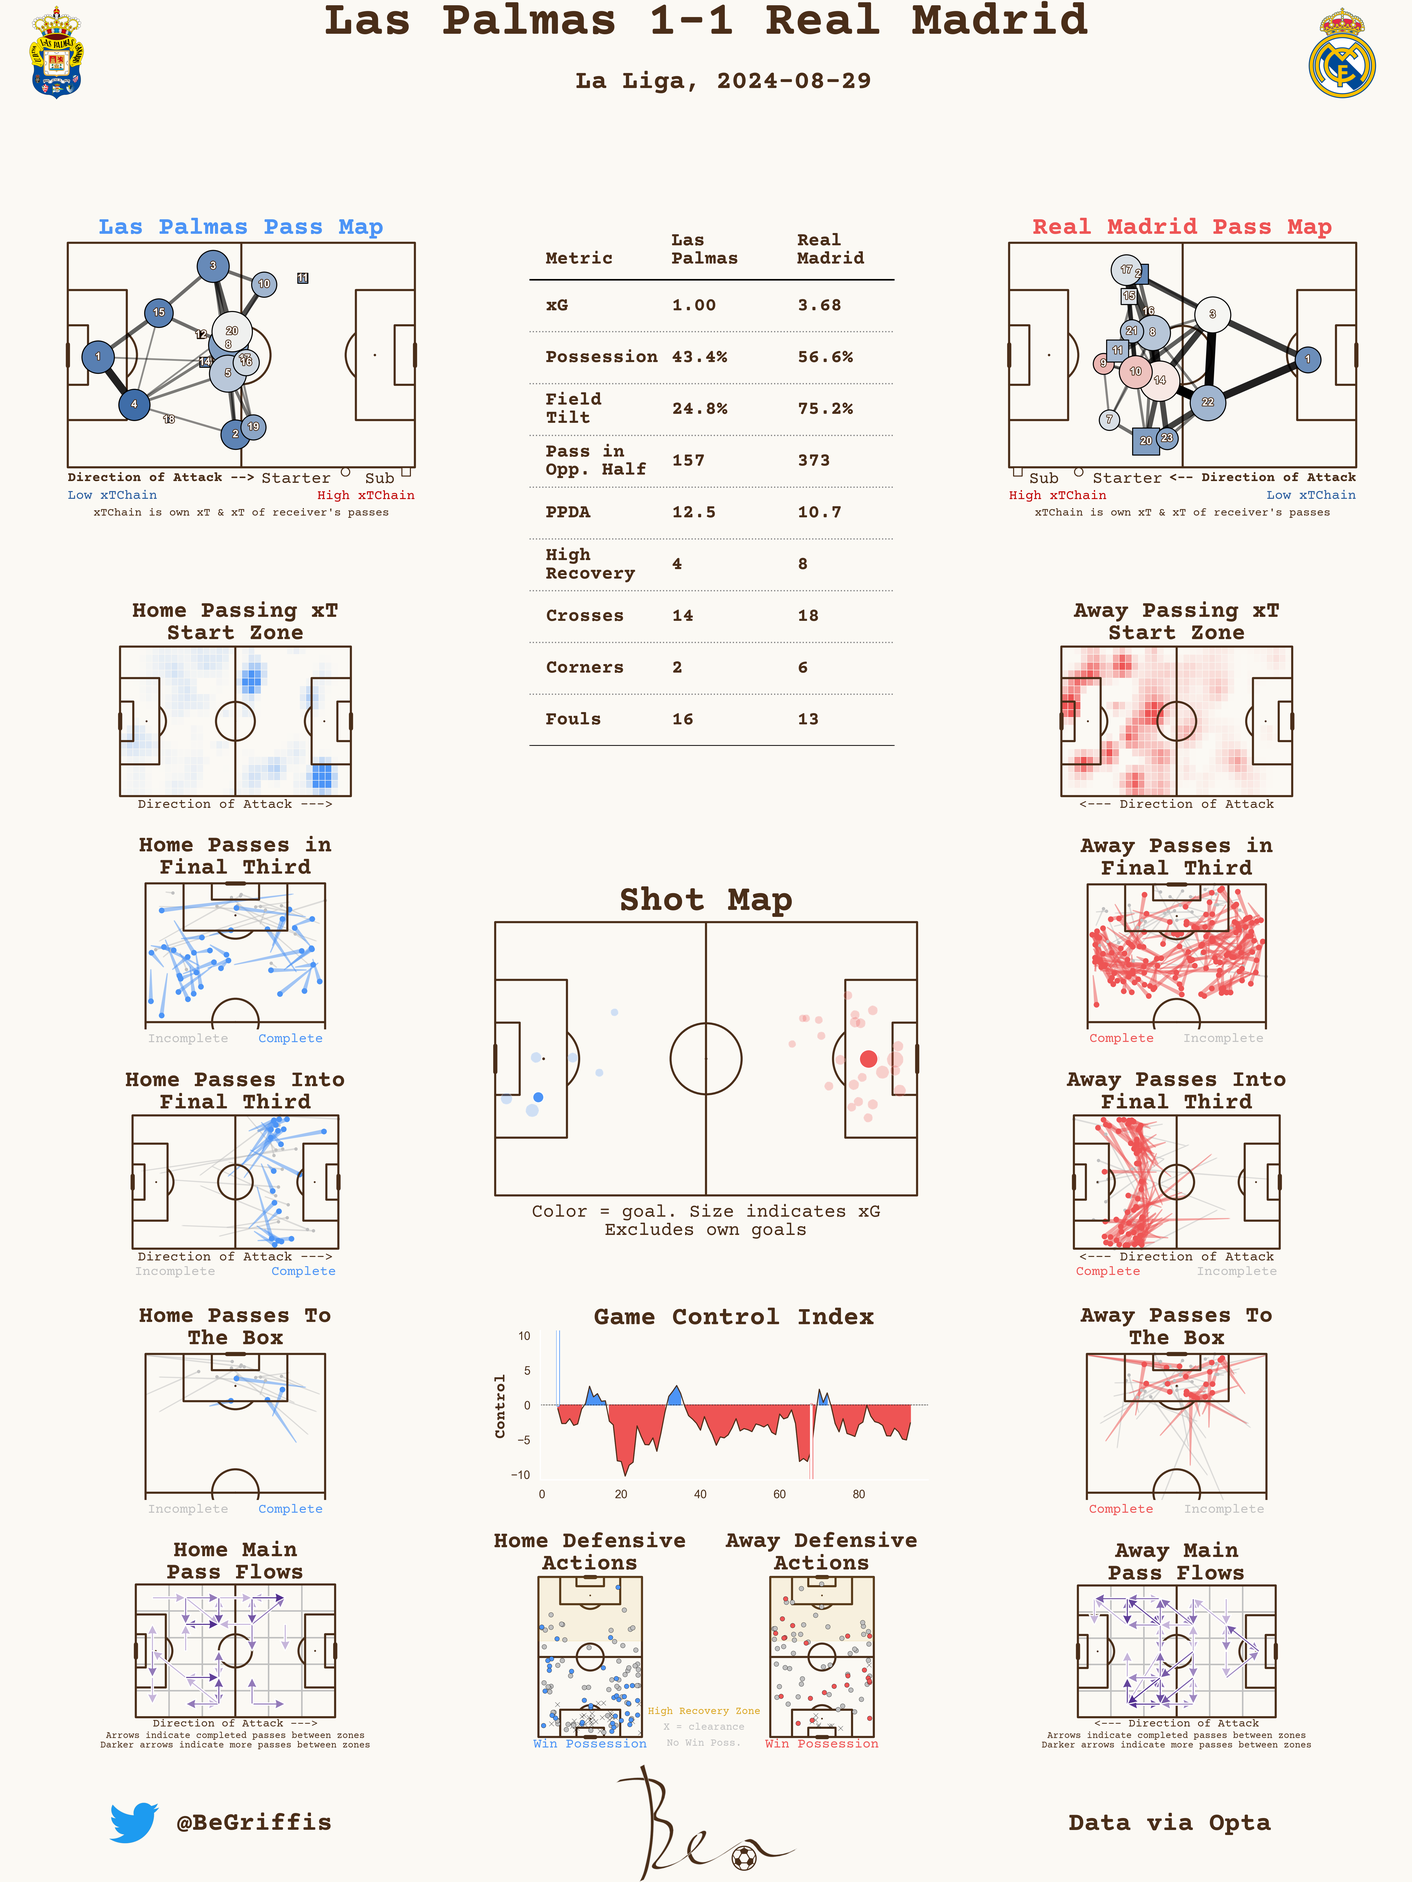 Las Palmas 1-1 Real Madrid
La Liga, 2024-08-29
Las Palmas Pass Map
3
10
11
15
12
20
8
1
14
16
5
4
18
2
19
Direction of Attack --> Starter Sub
Low xTChain High xTChain
xTChain is own xT & xT of receiver's passes
Metric Las Palmas Real Madrid
xG 1.00 3.68
Possession 43.4% 56.6%
Field Tilt 24.8% 75.2%
Pass in Opp. Half 157 373
PPDA 12.5 10.7
High Recovery 4 8
Crosses 14 18
Corners 2 6
Fouls 16 13
Real Madrid Pass Map
17
2
15
16
3
21
8
11
9
10
14
1
22
7
20
23
Sub Starter <-- Direction of Attack
High xTChain Low xTChain
xTChain is own xT & xT of receiver's passes
Home Passing xT
Start Zone
Direction of Attack --->
Away Passing xT
Start Zone
<--- Direction of Attack
Home Passes in
Final Third
Incomplete Complete
Away Passes in
Final Third
Complete Incomplete
Shot Map
Color = goal. Size indicates xG
Excludes own goals
Home Passes Into
Final Third
Direction of Attack --->
Incomplete Complete
Away Passes Into
Final Third
<--- Direction of Attack
Complete Incomplete
Home Passes To
The Box
Incomplete Complete
Game Control Index
Control
10
5
0
−5
−10
0 20 40 60 80
Away Passes To
The Box
Complete Incomplete
Home Main
Pass Flows
Direction of Attack --->
Arrows indicate completed passes between zones
Darker arrows indicate more passes between zones
Home Defensive
Actions
Win Possession
Away Defensive
Actions
Win Possession
High Recovery Zone
X = clearance
No Win Poss.
Away Main
Pass Flows
<--- Direction of Attack
Arrows indicate completed passes between zones
Darker arrows indicate more passes between zones
@BeGriffis
Ben
Data via Opta